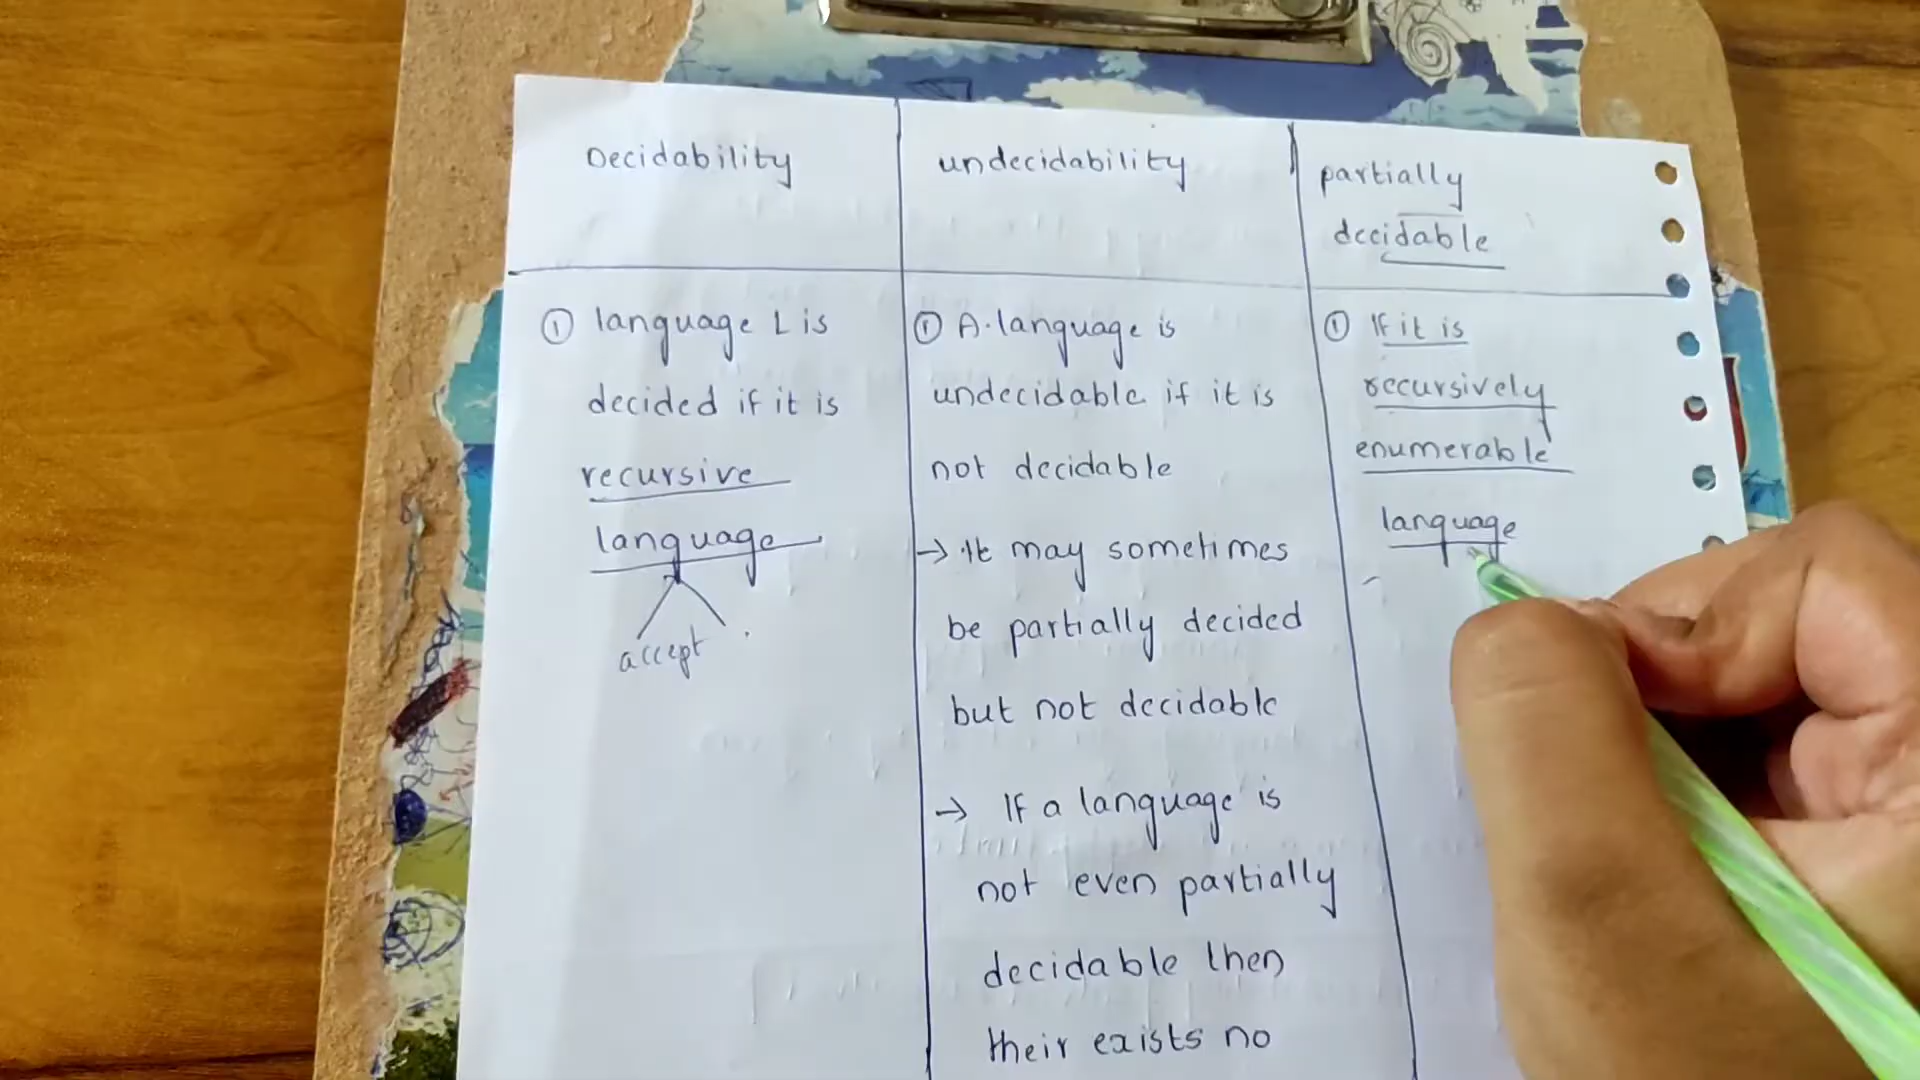 Decidability
undecidability
partially
decidable
① language L is
decided if it is
recursive
language
accept
① A language is
undecidable if it is
not decidable
→ It may sometimes
be partially decided
but not decidable
→ If a language is
not even partially
decidable then
their exists no
① If it is
recursively
enumerable
language